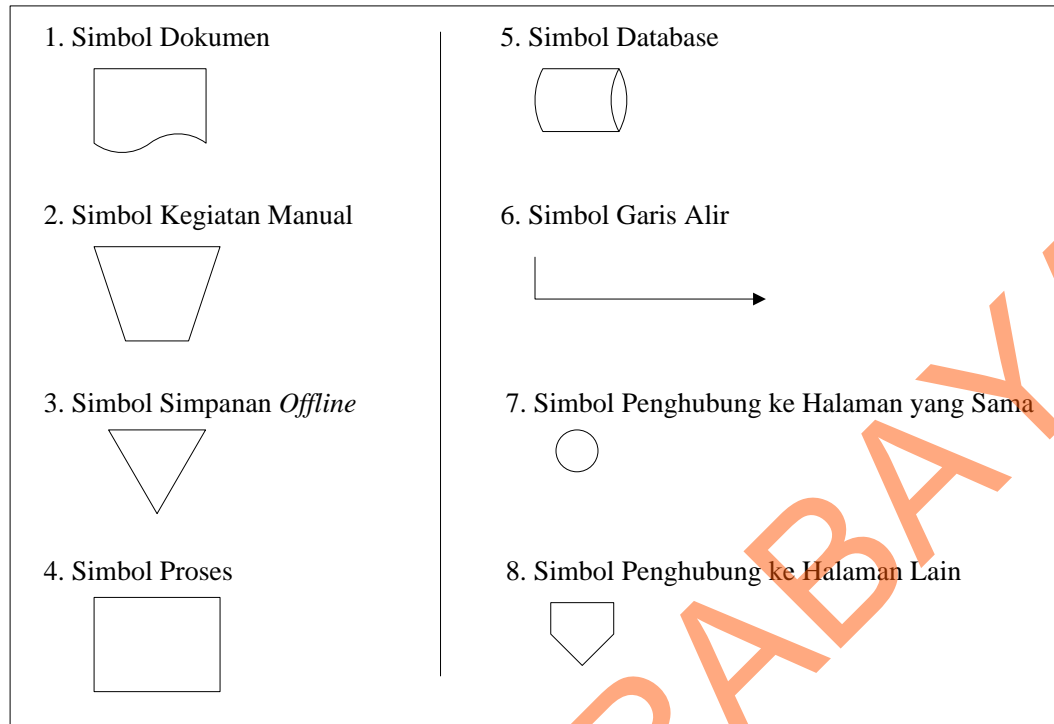 1. Simbol Dokumen
2. Simbol Kegiatan Manual
3. Simbol Simpanan Offline
4. Simbol Proses
5. Simbol Database
6. Simbol Garis Alir
7. Simbol Penghubung ke Halaman yang Sama
8. Simbol Penghubung ke Halaman Lain
RABAYA